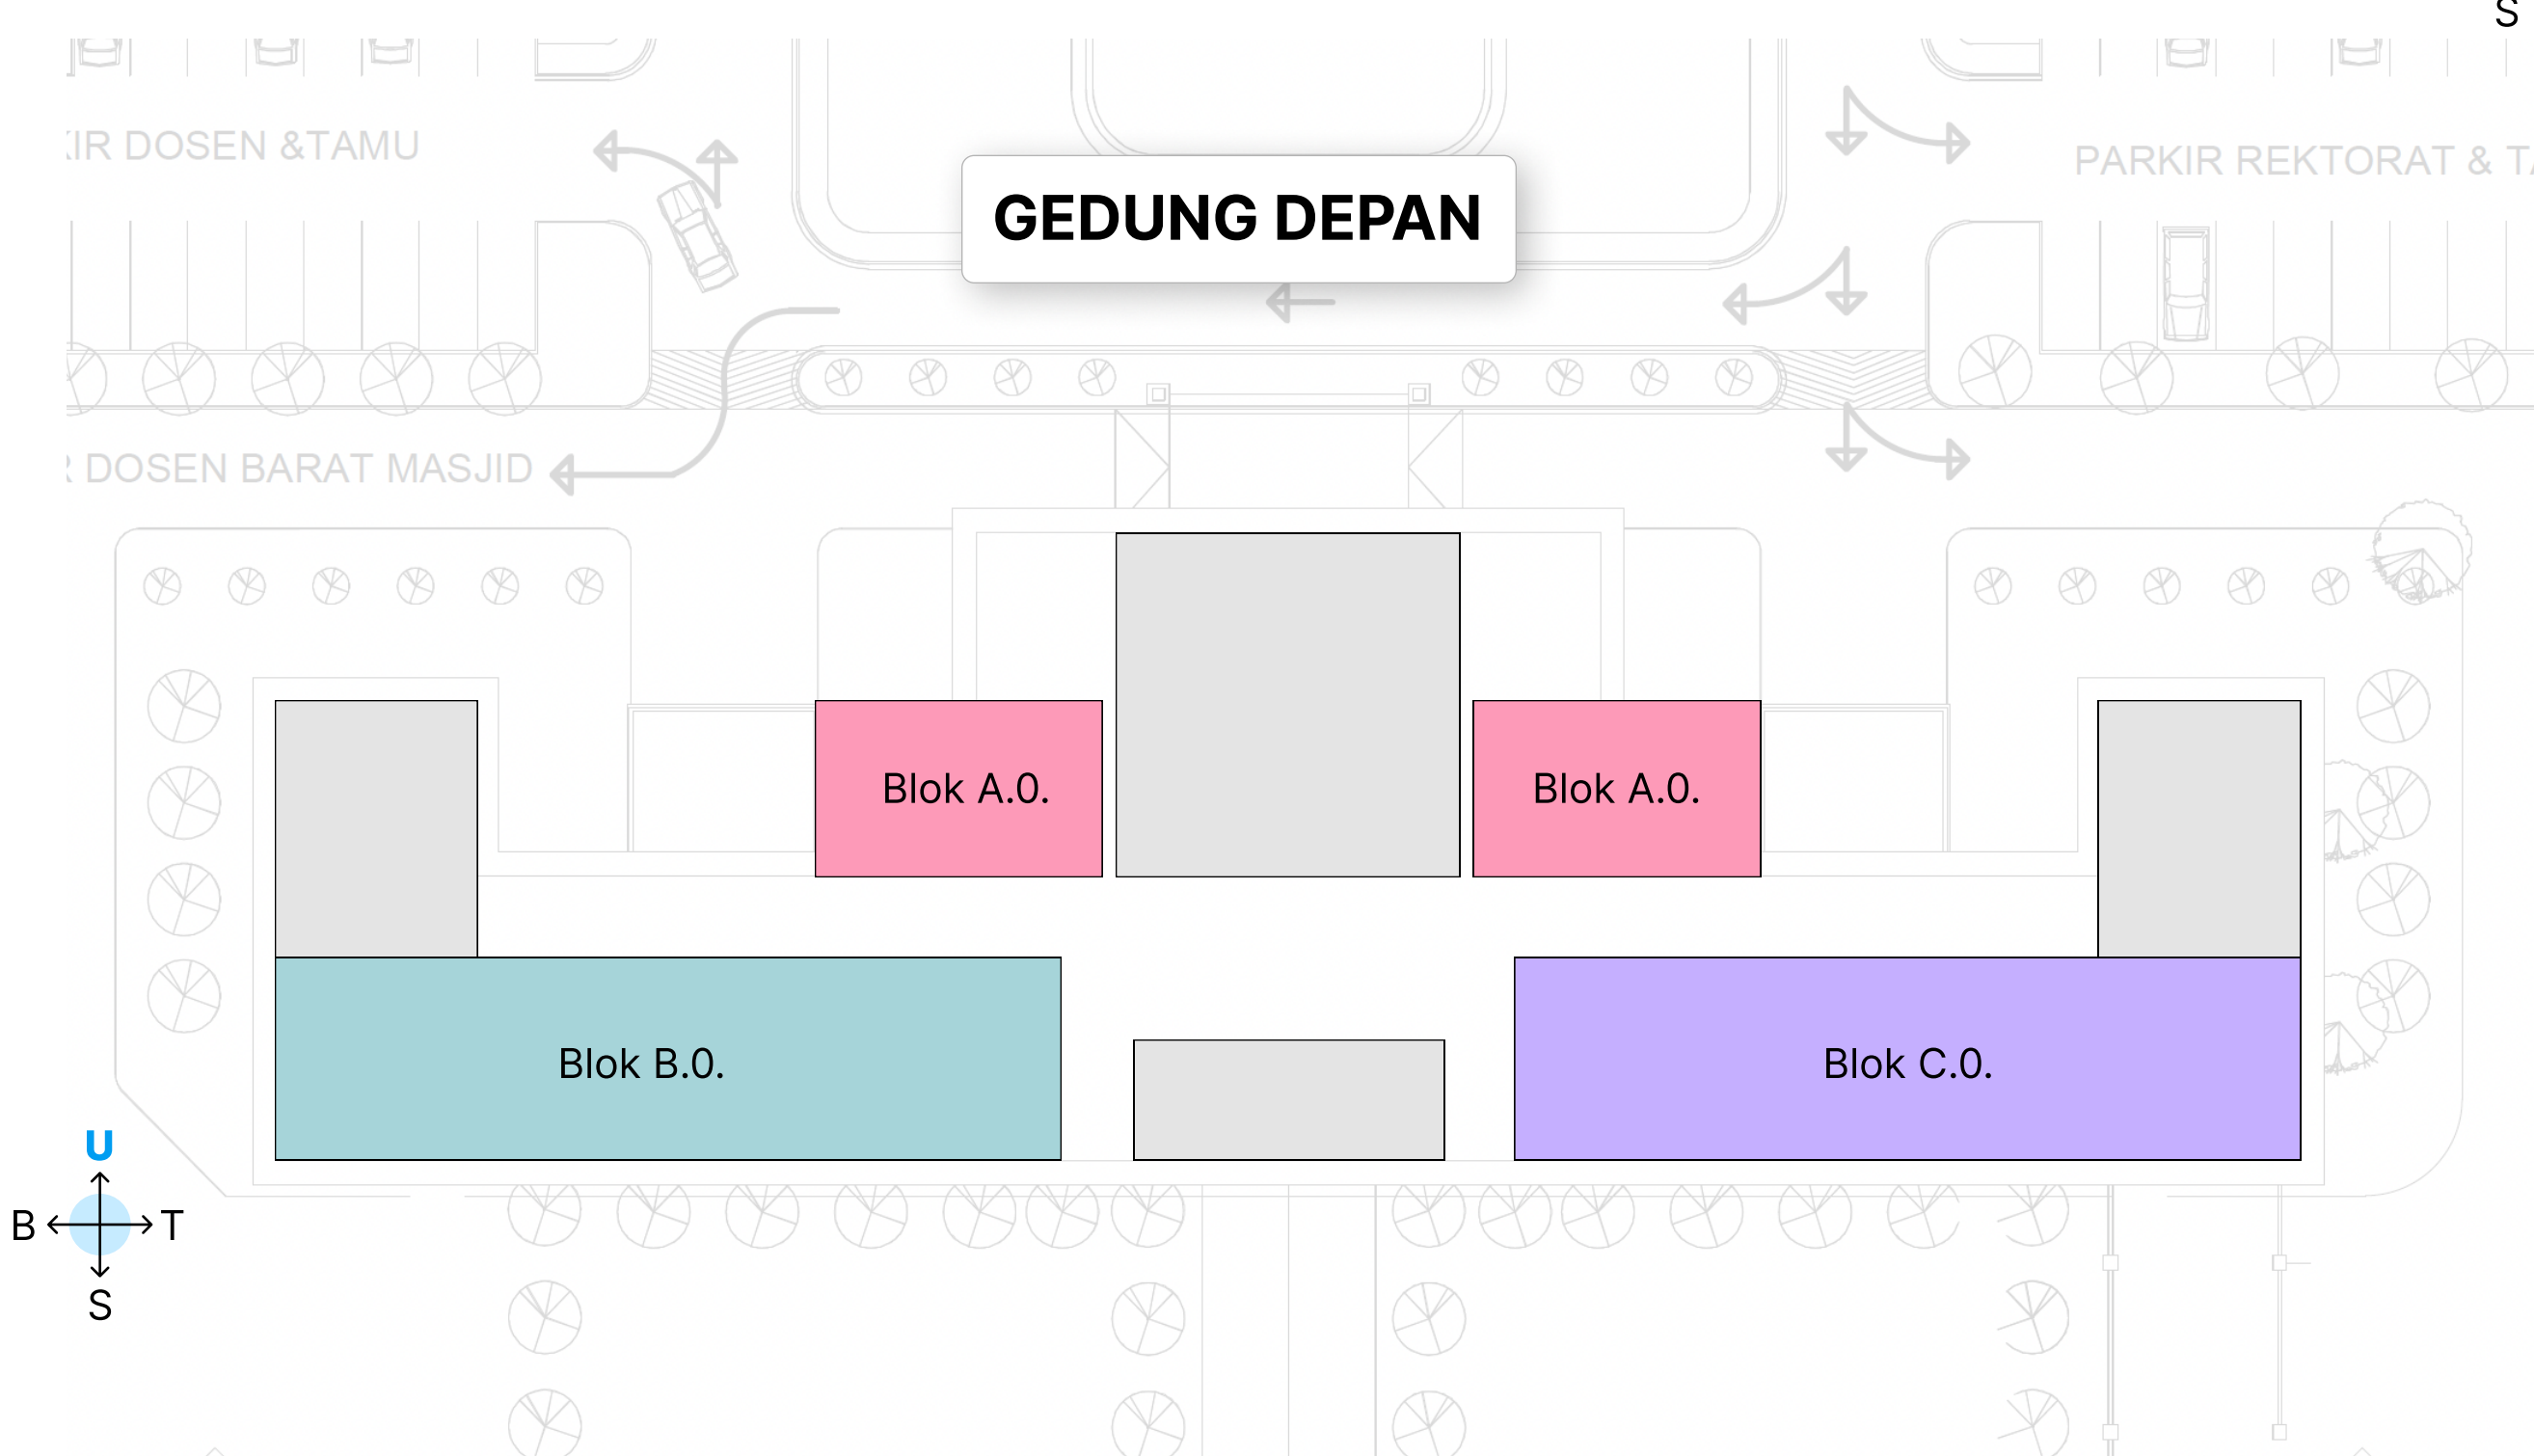 S
IR DOSEN &TAMU
PARKIR REKTORAT & T
GEDUNG DEPAN
DOSEN BARAT MASJID
Blok A.0.
Blok A.0.
Blok B.0.
Blok C.0.
U
B
T
S